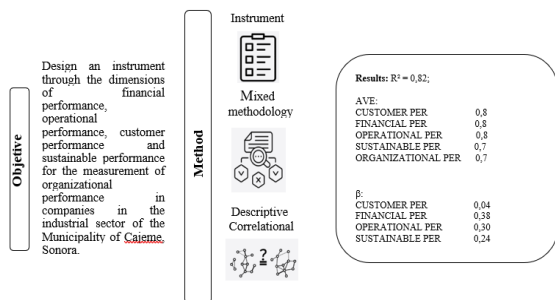 Objetive
Design an instrument
through the dimensions
of financial
performance,
operational
performance, customer
performance and
sustainable performance
for the measurement of
organizational
performance in
companies in the
industrial sector of the
Municipality of Cajeme,
Sonora.
Method
Instrument
Mixed
methodology
Descriptive
Correlational
Results: R² = 0,82;
AVE:
CUSTOMER PER 0,8
FINANCIAL PER 0,8
OPERATIONAL PER 0,8
SUSTAINABLE PER 0,7
ORGANIZATIONAL PER 0,7
β:
CUSTOMER PER 0,04
FINANCIAL PER 0,38
OPERATIONAL PER 0,30
SUSTAINABLE PER 0,24